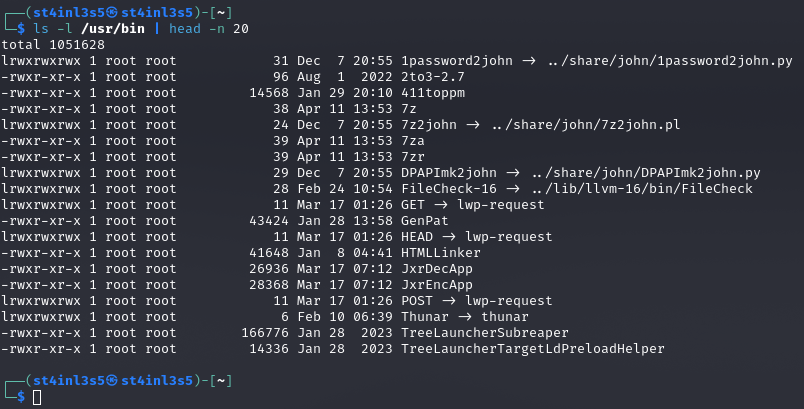 ┌──(st4inl3s5㉿st4inl3s5)-[~]
└─$ ls -l /usr/bin | head -n 20
total 1051628
lrwxrwxrwx 1 root root          31 Dec  7 20:55 1password2john -> ../share/john/1password2john.py
-rwxr-xr-x 1 root root          96 Aug  1  2022 2to3-2.7
-rwxr-xr-x 1 root root       14568 Jan 29 20:10 411toppm
-rwxr-xr-x 1 root root          38 Apr 11 13:53 7z
lrwxrwxrwx 1 root root          24 Dec  7 20:55 7z2john -> ../share/john/7z2john.pl
-rwxr-xr-x 1 root root          39 Apr 11 13:53 7za
-rwxr-xr-x 1 root root          39 Apr 11 13:53 7zr
lrwxrwxrwx 1 root root          29 Dec  7 20:55 DPAPImk2john -> ../share/john/DPAPImk2john.py
lrwxrwxrwx 1 root root          28 Feb 24 10:54 FileCheck-16 -> ../lib/llvm-16/bin/FileCheck
lrwxrwxrwx 1 root root          11 Mar 17 01:26 GET -> lwp-request
-rwxr-xr-x 1 root root       43424 Jan 28 13:58 GenPat
lrwxrwxrwx 1 root root          11 Mar 17 01:26 HEAD -> lwp-request
-rwxr-xr-x 1 root root       41648 Jan  8 04:41 HTMLLinker
-rwxr-xr-x 1 root root       26936 Mar 17 07:12 JxrDecApp
-rwxr-xr-x 1 root root       28368 Mar 17 07:12 JxrEncApp
lrwxrwxrwx 1 root root          11 Mar 17 01:26 POST -> lwp-request
lrwxrwxrwx 1 root root           6 Feb 10 06:39 Thunar -> thunar
-rwxr-xr-x 1 root root      166776 Jan 28  2023 TreeLauncherSubreaper
-rwxr-xr-x 1 root root       14336 Jan 28  2023 TreeLauncherTargetLdPreloadHelper
┌──(st4inl3s5㉿st4inl3s5)-[~]
└─$